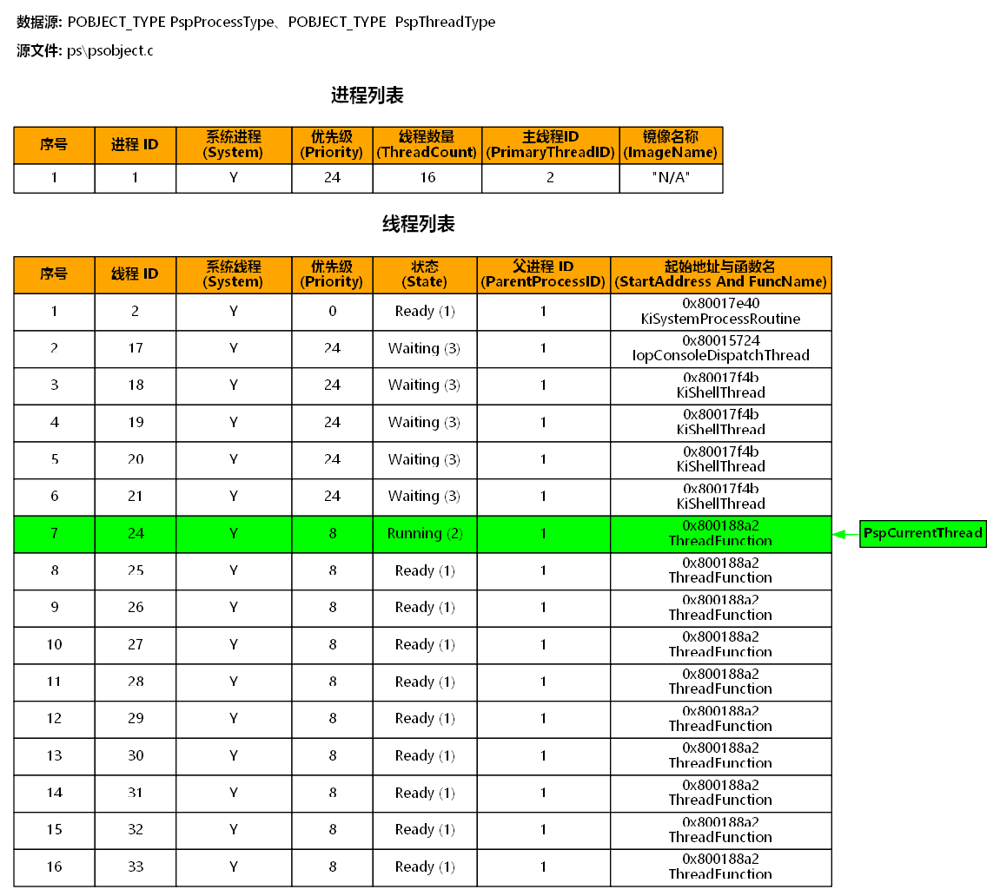 数据源: POBJECT_TYPE PspProcessType、POBJECT_TYPE  PspThreadType
源文件: ps\psobject.c
进程列表
序号 进程 ID 系统进程 (System) 优先级 (Priority) 线程数量 (ThreadCount) 主线程ID (PrimaryThreadID) 镜像名称 (ImageName)
1 1 Y 24 16 2 "N/A"
线程列表
序号 线程 ID 系统线程 (System) 优先级 (Priority) 状态 (State) 父进程 ID (ParentProcessID) 起始地址与函数名 (StartAddress And FuncName)
1 2 Y 0 Ready (1) 1 0x80017e40 KiSystemProcessRoutine
2 17 Y 24 Waiting (3) 1 0x80015724 IopConsoleDispatchThread
3 18 Y 24 Waiting (3) 1 0x80017f4b KiShellThread
4 19 Y 24 Waiting (3) 1 0x80017f4b KiShellThread
5 20 Y 24 Waiting (3) 1 0x80017f4b KiShellThread
6 21 Y 24 Waiting (3) 1 0x80017f4b KiShellThread
7 24 Y 8 Running (2) 1 0x800188a2 ThreadFunction PspCurrentThread
8 25 Y 8 Ready (1) 1 0x800188a2 ThreadFunction
9 26 Y 8 Ready (1) 1 0x800188a2 ThreadFunction
10 27 Y 8 Ready (1) 1 0x800188a2 ThreadFunction
11 28 Y 8 Ready (1) 1 0x800188a2 ThreadFunction
12 29 Y 8 Ready (1) 1 0x800188a2 ThreadFunction
13 30 Y 8 Ready (1) 1 0x800188a2 ThreadFunction
14 31 Y 8 Ready (1) 1 0x800188a2 ThreadFunction
15 32 Y 8 Ready (1) 1 0x800188a2 ThreadFunction
16 33 Y 8 Ready (1) 1 0x800188a2 ThreadFunction